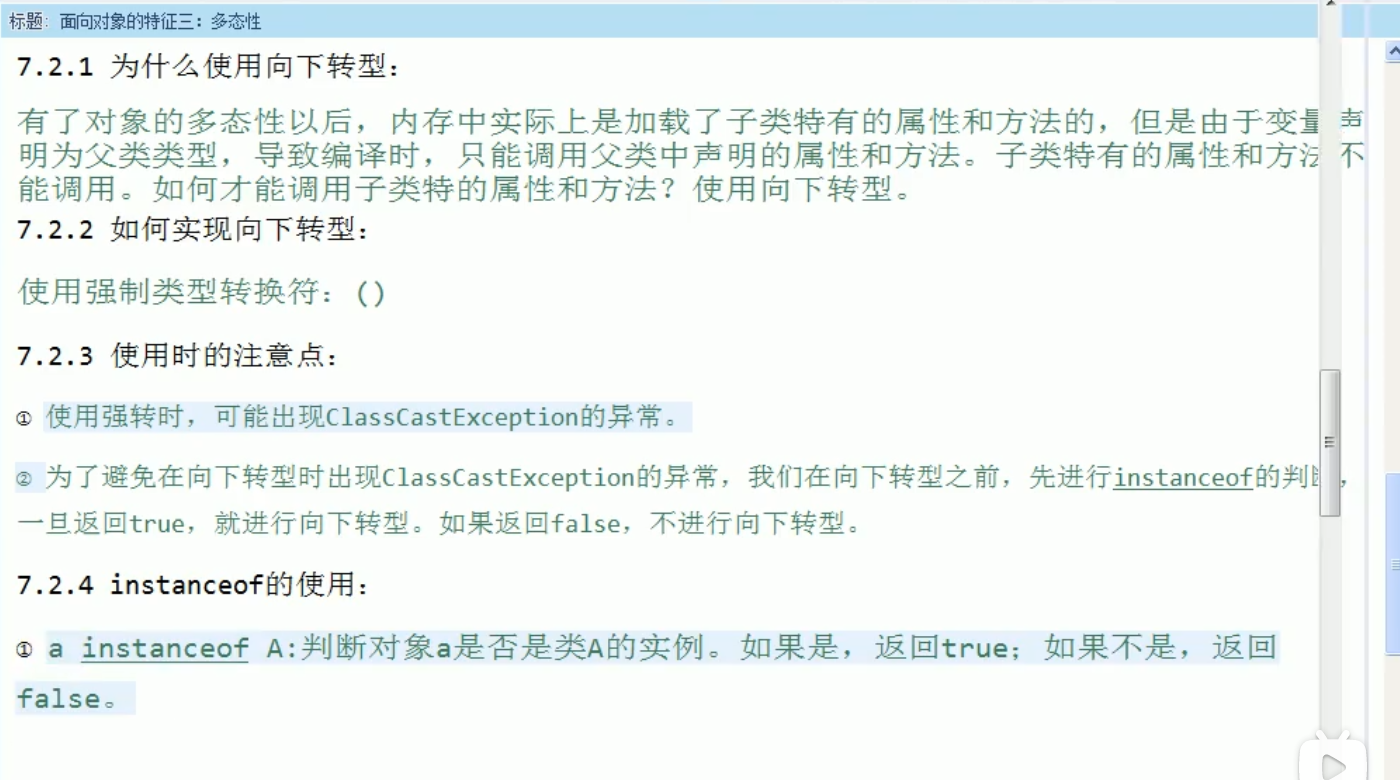 标题: 面向对象的特征三：多态性
7.2.1 为什么使用向下转型：
有了对象的多态性以后，内存中实际上是加载了子类特有的属性和方法的，但是由于变量声
明为父类类型，导致编译时，只能调用父类中声明的属性和方法。子类特有的属性和方法不
能调用。如何才能调用子类特的属性和方法？使用向下转型。
7.2.2 如何实现向下转型：
使用强制类型转换符：()
7.2.3 使用时的注意点：
① 使用强转时，可能出现ClassCastException的异常。
② 为了避免在向下转型时出现ClassCastException的异常，我们在向下转型之前，先进行instanceof的判断，
一旦返回true，就进行向下转型。如果返回false，不进行向下转型。
7.2.4 instanceof的使用：
① a instanceof A:判断对象a是否是类A的实例。如果是，返回true；如果不是，返回
false。